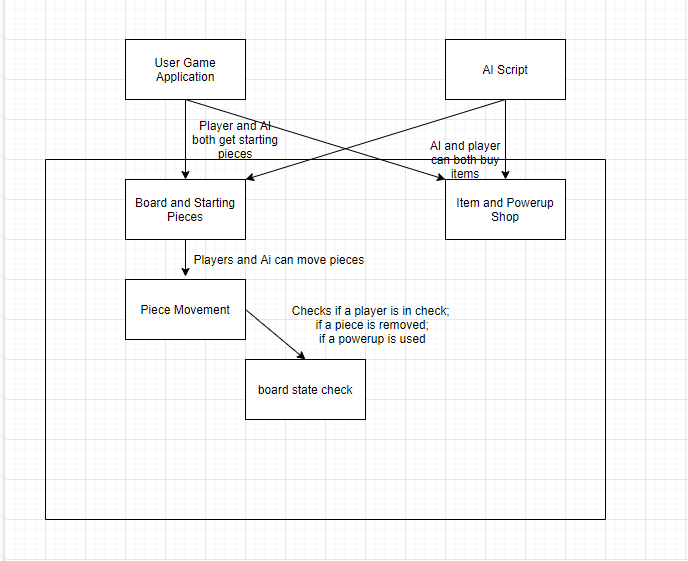 User Game
Application
AI Script
Player and AI
both get starting
pieces
AI and player
can both buy
items
Board and Starting
Pieces
Item and Powerup
Shop
Players and Ai can move pieces
Piece Movement
Checks if a player is in check;
if a piece is removed;
if a powerup is used
board state check